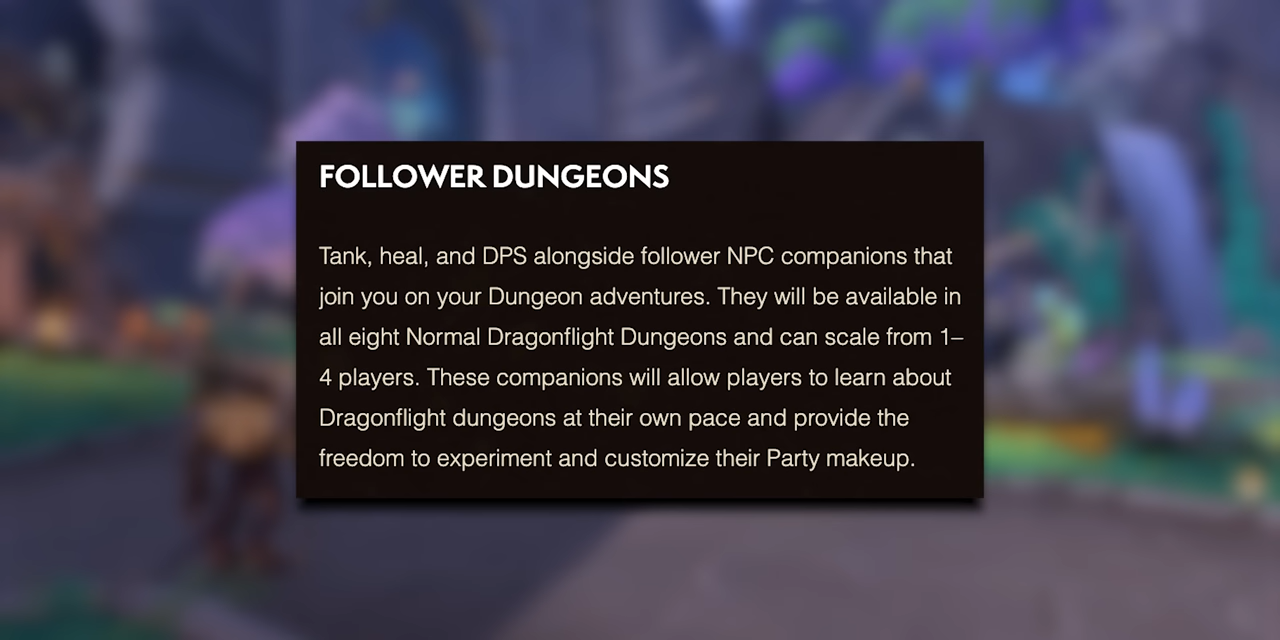 FOLLOWER DUNGEONS
Tank, heal, and DPS alongside follower NPC companions that
join you on your Dungeon adventures. They will be available in
all eight Normal Dragonflight Dungeons and can scale from 1–
4 players. These companions will allow players to learn about
Dragonflight dungeons at their own pace and provide the
freedom to experiment and customize their Party makeup.